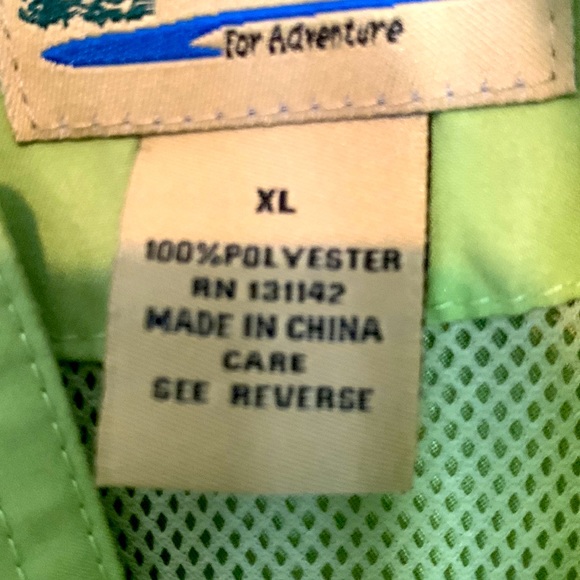 For Adventure
XL
100%POLYESTER
RN 131142
MADE IN CHINA
CARE
SEE REVERSE